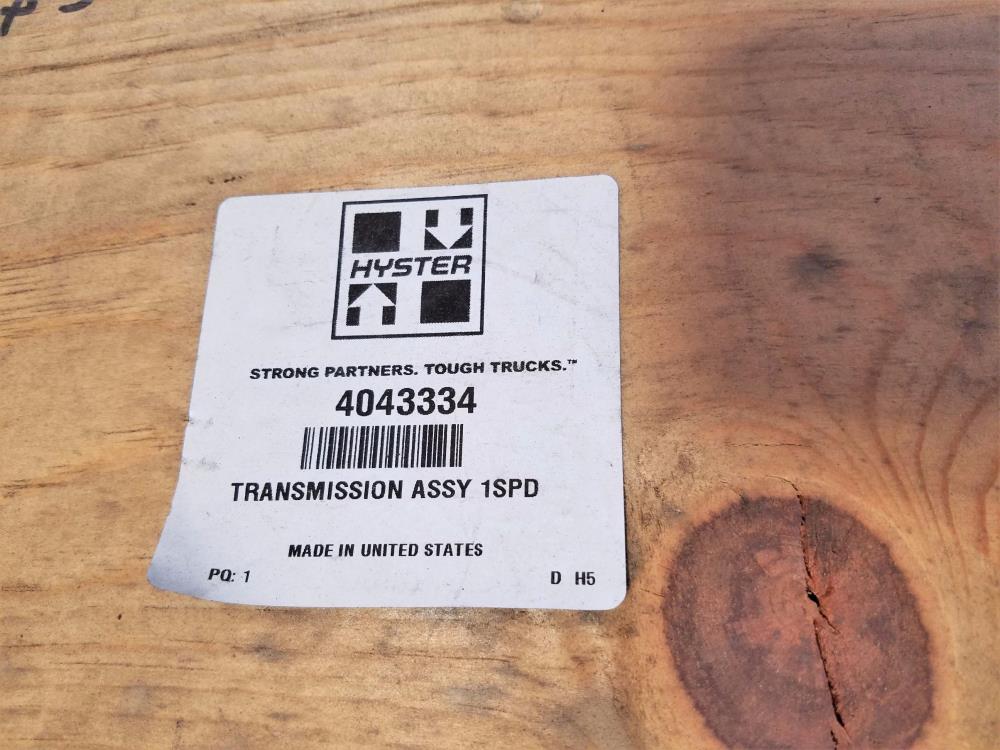 HYSTER
STRONG PARTNERS. TOUGH TRUCKS.™
4043334
TRANSMISSION ASSY 1SPD
MADE IN UNITED STATES
PQ: 1 D H5